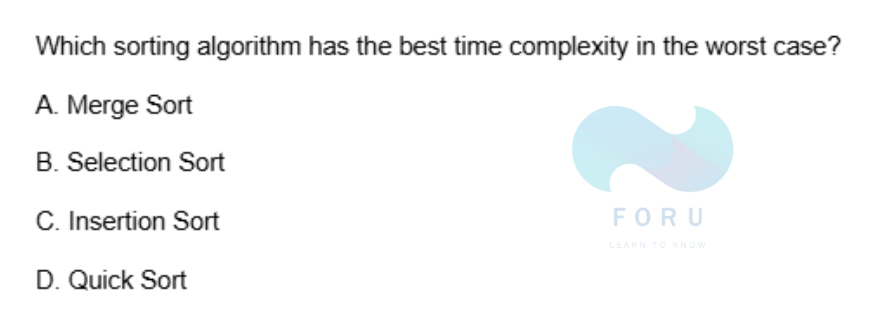 Which sorting algorithm has the best time complexity in the worst case?
A. Merge Sort
B. Selection Sort
C. Insertion Sort
D. Quick Sort
FORU
LEARN TO KNOW